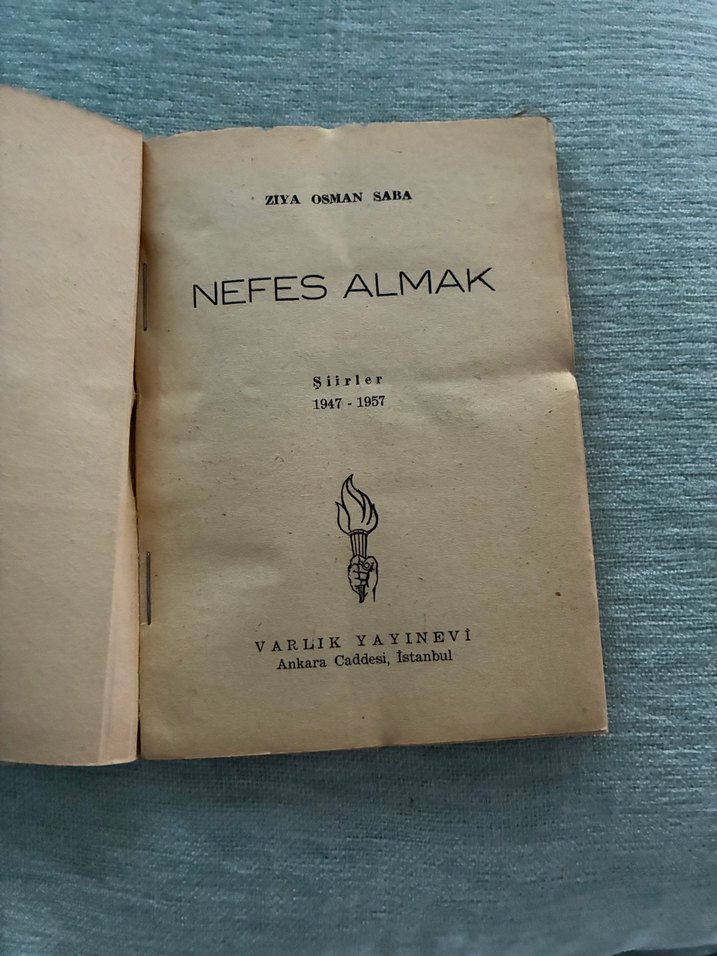 ZIYA OSMAN SABA
NEFES ALMAK
Şiirler
1947 - 1957
VARLIK YAYINEVİ
Ankara Caddesi, İstanbul